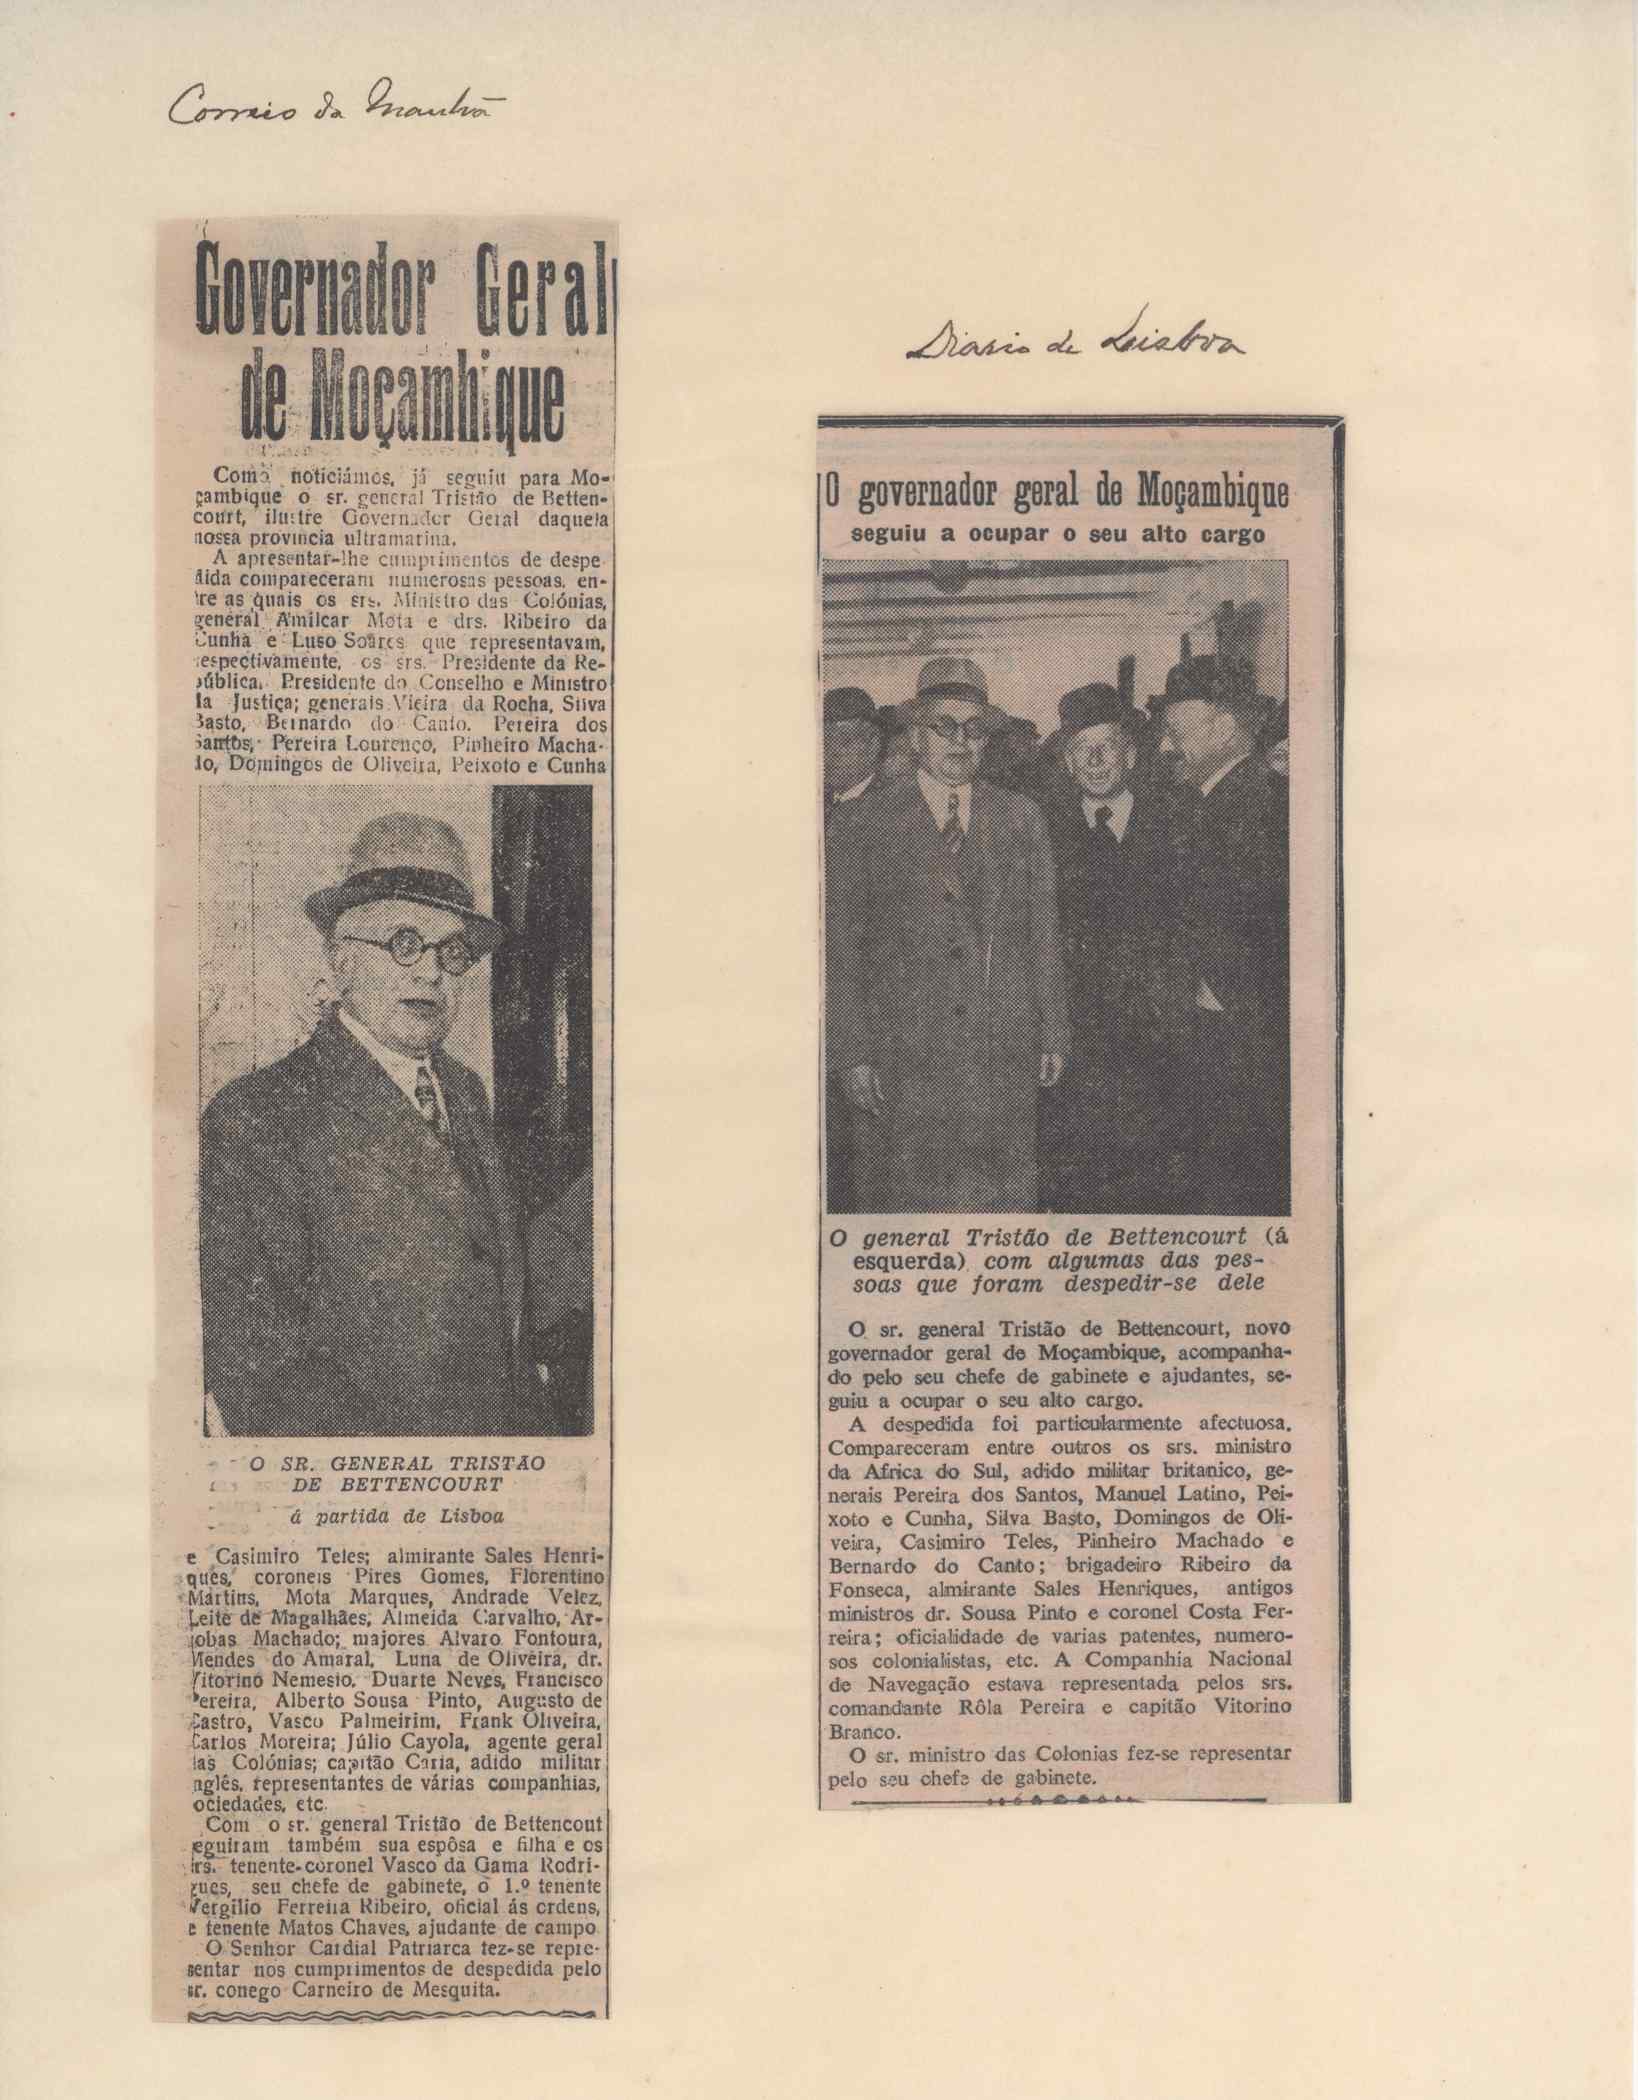 Correio da Manhã
Governador Geral
de Moçambique
Como noticiámos, já seguiu para Mo-
çambique o sr. general Tristão de Betten-
court, ilustre Governador Geral daquela
nossa provincia ultramarina.
A apresentar-lhe cumprimentos de despe
dida compareceram numerosas pessoas, en-
tre as quais os srs. Ministro das Colónias,
general Amilcar Mota e drs. Ribeiro da
Cunha e Luso Soares que representavam,
respectivamente, os srs. Presidente da Re-
pública, Presidente do Conselho e Ministro
da Justiça; generais Vieira da Rocha, Silva
Basto, Bernardo do Canto, Pereira dos
Santos, Pereira Lourenço, Pinheiro Macha-
do, Domingos de Oliveira, Peixoto e Cunha
O SR. GENERAL TRISTÃO
DE BETTENCOURT
á partida de Lisboa
e Casimiro Teles; almirante Sales Henri-
ques, coroneis Pires Gomes, Florentino
Martins, Mota Marques, Andrade Velez,
Leite de Magalhães, Almeida Carvalho, Ar-
jobas Machado; majores Alvaro Fontoura,
Mendes do Amaral, Luna de Oliveira, dr.
Vitorino Nemesio, Duarte Neves, Francisco
Pereira, Alberto Sousa Pinto, Augusto de
Castro, Vasco Palmeirim, Frank Oliveira,
Carlos Moreira; Júlio Cayola, agente geral
das Colónias; capitão Caria, adido militar
nglês, representantes de várias companhias,
ociedades, etc.
Com o sr. general Tristão de Bettencout
seguiram também sua espôsa e filha e os
srs. tenente-coronel Vasco da Gama Rodri-
gues, seu chefe de gabinete, o 1.º tenente
Vergilio Ferreira Ribeiro, oficial ás ordens,
e tenente Matos Chaves, ajudante de campo
O Senhor Cardial Patriarca fez-se repre-
sentar nos cumprimentos de despedida pelo
sr. conego Carneiro de Mesquita.
Diario de Lisboa
O governador geral de Moçambique
seguiu a ocupar o seu alto cargo
O general Tristão de Bettencourt (á
esquerda) com algumas das pes-
soas que foram despedir-se dele
O sr. general Tristão de Bettencourt, novo
governador geral de Moçambique, acompanha-
do pelo seu chefe de gabinete e ajudantes, se-
guiu a ocupar o seu alto cargo.
A despedida foi particularmente afectuosa.
Compareceram entre outros os srs. ministro
da Africa do Sul, adido militar britanico, ge-
nerais Pereira dos Santos, Manuel Latino, Pei-
xoto e Cunha, Silva Basto, Domingos de Oli-
veira, Casimiro Teles, Pinheiro Machado e
Bernardo do Canto; brigadeiro Ribeiro da
Fonseca, almirante Sales Henriques, antigos
ministros dr. Sousa Pinto e coronel Costa Fer-
reira; oficialidade de varias patentes, numero-
sos colonialistas, etc. A Companhia Nacional
de Navegação estava representada pelos srs.
comandante Rôla Pereira e capitão Vitorino
Branco.
O sr. ministro das Colonias fez-se representar
pelo seu chefe de gabinete.